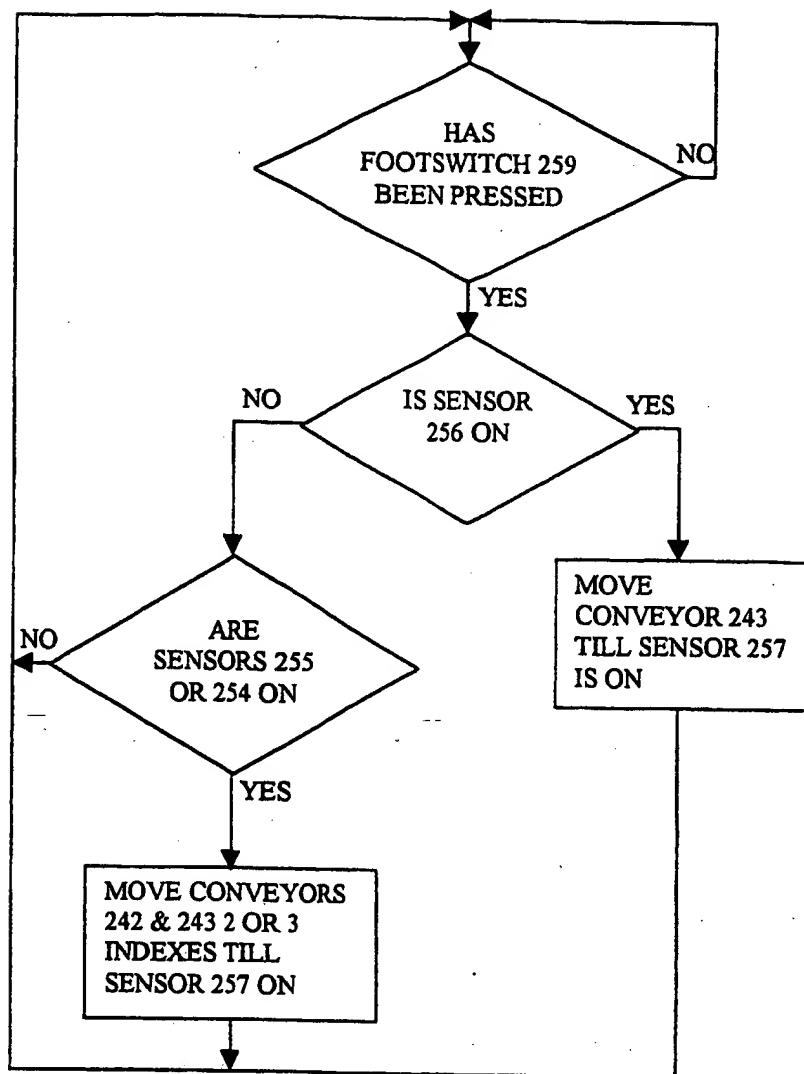 HAS
FOOTSWITCH 259
BEEN PRESSED
NO
YES
IS SENSOR
256 ON
NO
YES
MOVE
CONVEYOR 243
TILL SENSOR 257
IS ON
ARE
SENSORS 255
OR 254 ON
NO
YES
MOVE CONVEYORS
242 & 243 2 OR 3
INDEXES TILL
SENSOR 257 ON